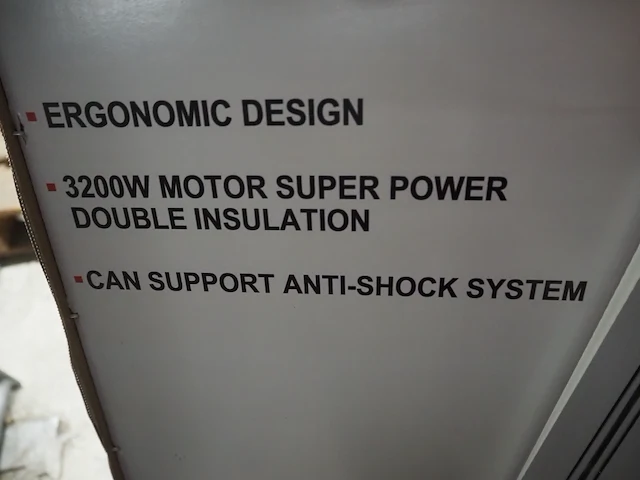 ERGONOMIC DESIGN
3200W MOTOR SUPER POWER
DOUBLE INSULATION
CAN SUPPORT ANTI-SHOCK SYSTEM